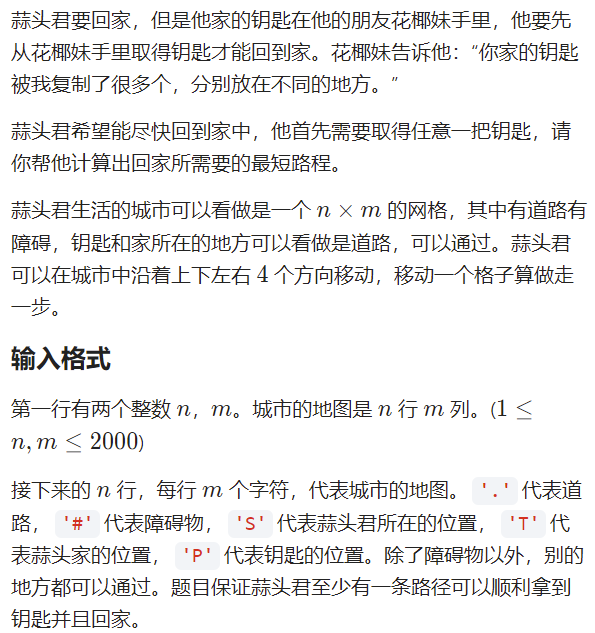 蒜头君要回家，但是他家的钥匙在他的朋友花椰妹手里，他要先
从花椰妹手里取得钥匙才能回到家。花椰妹告诉他：“你家的钥匙
被我复制了很多个，分别放在不同的地方。”
蒜头君希望能尽快回到家中，他首先需要取得任意一把钥匙，请
你帮他计算出回家所需要的最短路程。
蒜头君生活的城市可以看做是一个 n × m 的网格，其中有道路有
障碍，钥匙和家所在的地方可以看做是道路，可以通过。蒜头君
可以在城市中沿着上下左右 4 个方向移动，移动一个格子算做走
一步。
输入格式
第一行有两个整数 n，m。城市的地图是 n 行 m 列。(1 ≤
n, m ≤ 2000)
接下来的 n 行，每行 m 个字符，代表城市的地图。'.' 代表道
路，'#' 代表障碍物，'S' 代表蒜头君所在的位置，'T' 代
表蒜头家的位置，'P' 代表钥匙的位置。除了障碍物以外，别的
地方都可以通过。题目保证蒜头君至少有一条路径可以顺利拿到
钥匙并且回家。